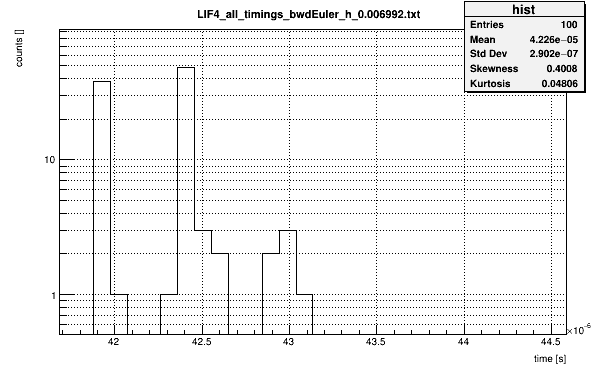 LIF4_all_timings_bwdEuler_h_0.006992.txt
hist
Entries 100
Mean 4.226e−05
Std Dev 2.902e−07
Skewness 0.4008
Kurtosis 0.04806
counts []
10
1
42 42.5 43 43.5 44 44.5
×10⁻⁶
time [s]